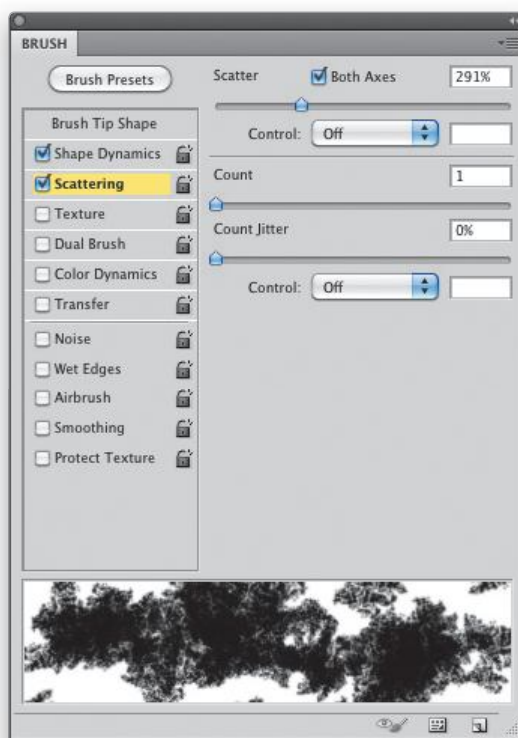 BRUSH
Brush Presets
Brush Tip Shape
Shape Dynamics
Scattering
Texture
Dual Brush
Color Dynamics
Transfer
Noise
Wet Edges
Airbrush
Smoothing
Protect Texture
Scatter Both Axes 291%
Control: Off
Count 1
Count Jitter 0%
Control: Off